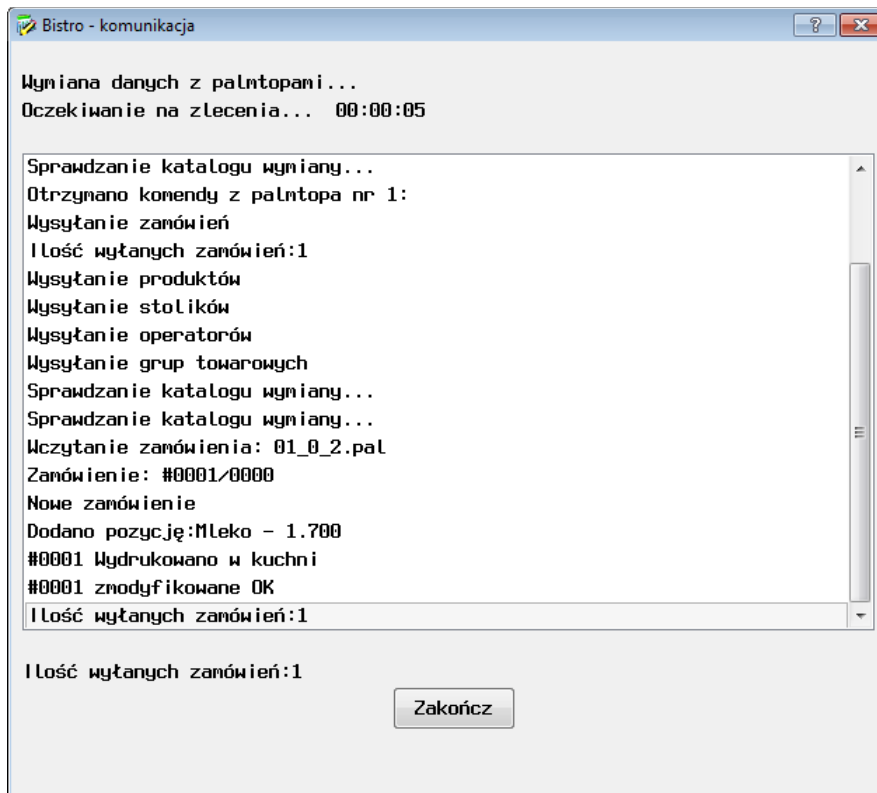 Bistro - komunikacja
Wymiana danych z palmtopami...
Oczekiwanie na zlecenia... 00:00:05
Sprawdzanie katalogu wymiany...
Otrzymano komendy z palmtopa nr 1:
Wysyłanie zamówień
Ilość wyłanych zamówień:1
Wysyłanie produktów
Wysyłanie stolików
Wysyłanie operatorów
Wysyłanie grup towarowych
Sprawdzanie katalogu wymiany...
Sprawdzanie katalogu wymiany...
Wczytanie zamówienia: 01_0_2.pal
Zamówienie: #0001/0000
Nowe zamówienie
Dodano pozycję:Mleko - 1.700
#0001 Wydrukowano w kuchni
#0001 zmodyfikowane OK
Ilość wyłanych zamówień:1
Ilość wyłanych zamówień:1
Zakończ